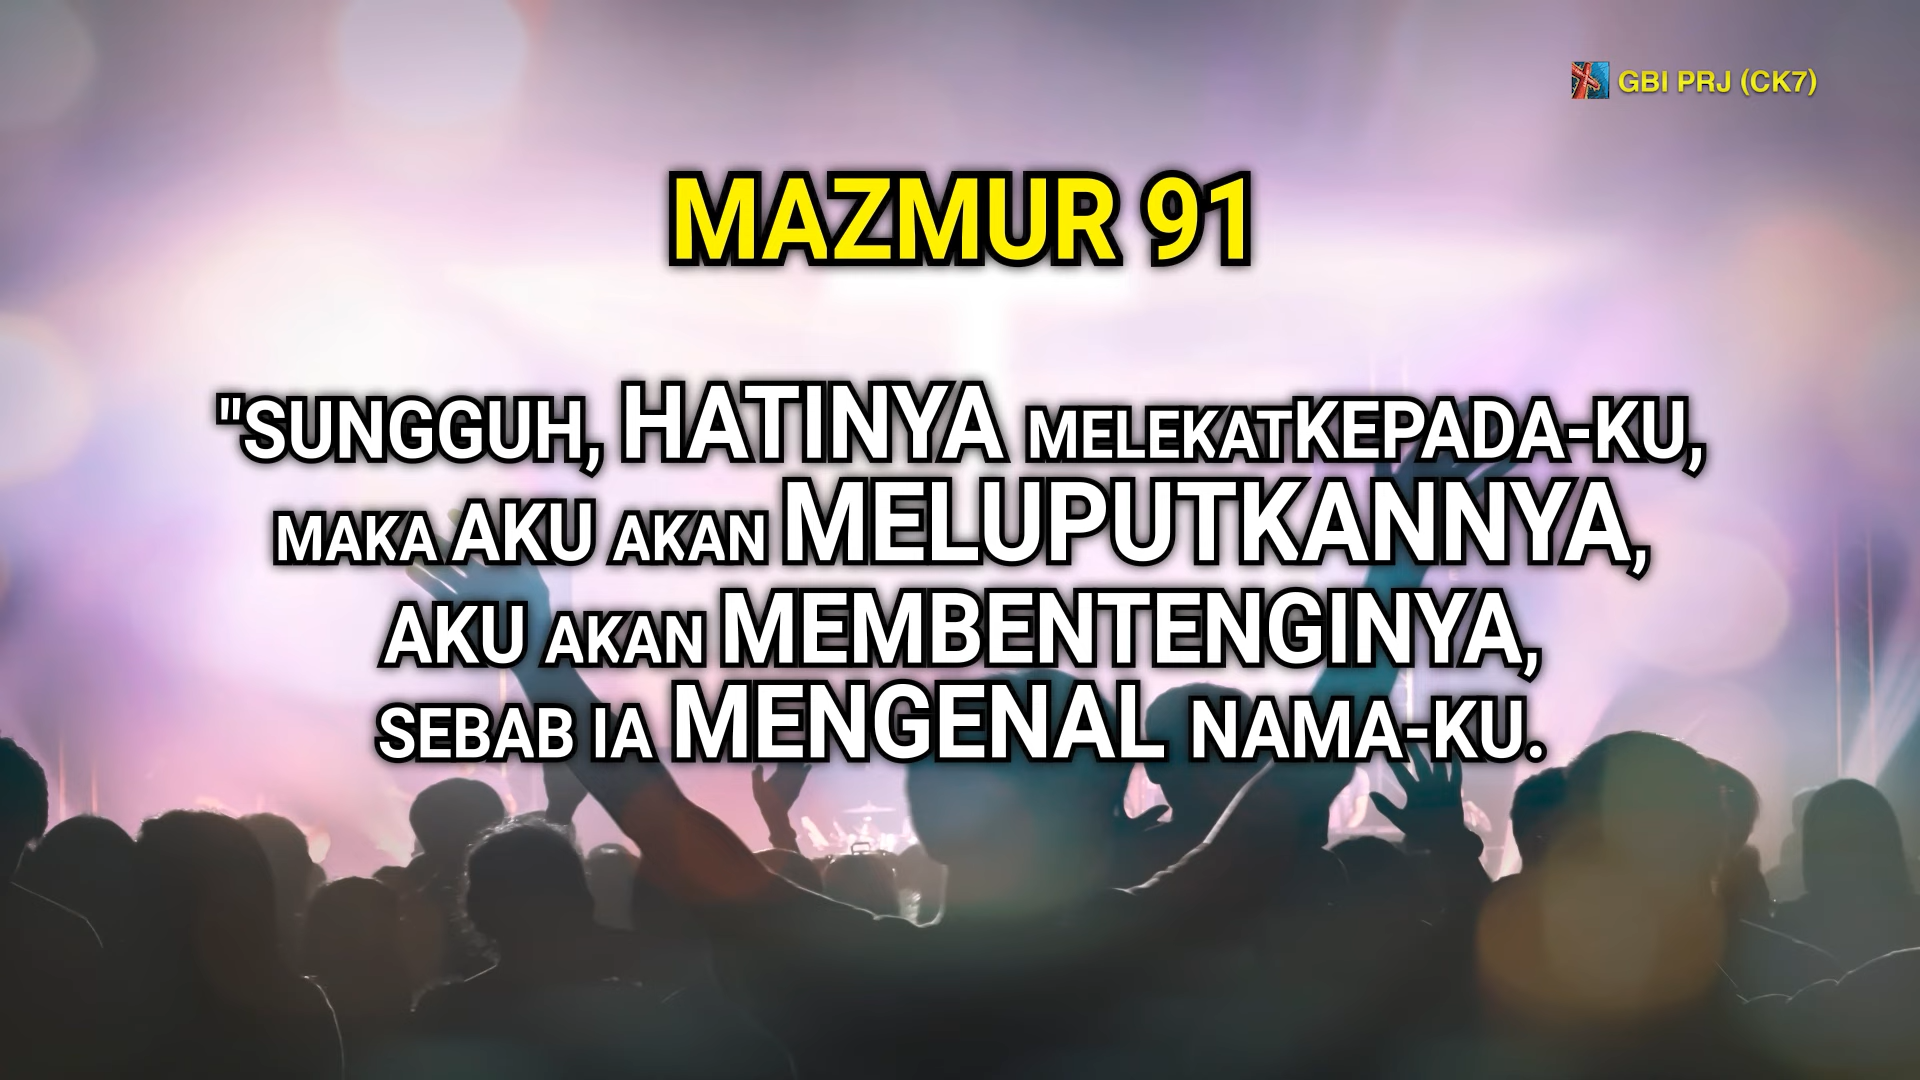 GBI PRJ (CK7)
MAZMUR 91
"SUNGGUH, HATINYA MELEKATKEPADA-KU,
MAKA AKU AKAN MELUPUTKANNYA,
AKU AKAN MEMBENTENGINYA,
SEBAB IA MENGENAL NAMA-KU.